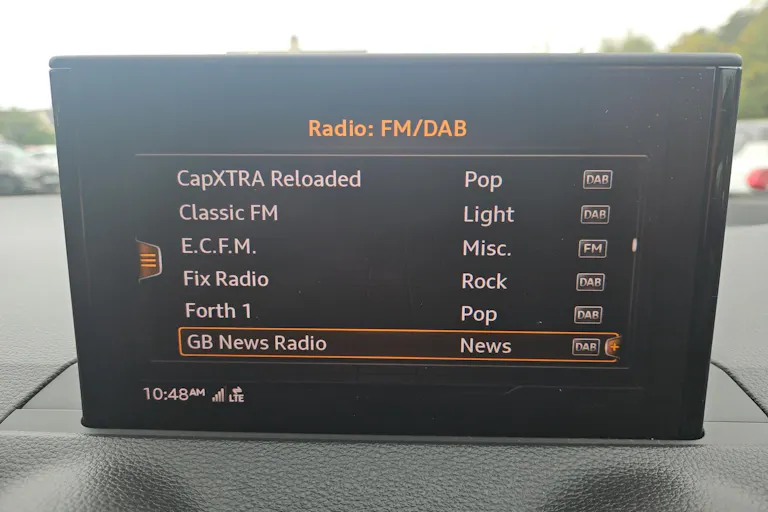 Radio: FM/DAB
CapXTRA Reloaded Pop DAB
Classic FM Light DAB
E.C.F.M. Misc. FM
Fix Radio Rock DAB
Forth 1 Pop DAB
GB News Radio News DAB +
10:48AM LTE